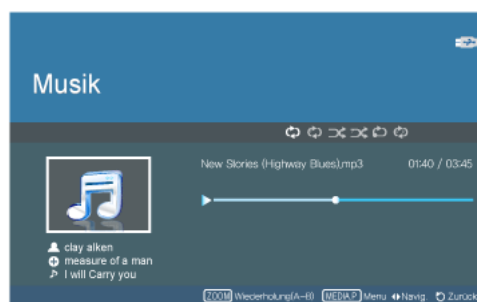 Musik
New Slories (Highway Blues).mp3 01:40 / 03:45
clay alken
measure of a man
I will Carry you
ZOOM Wiederholung(A-B) MEDIA.P Menu Navig. Zurück